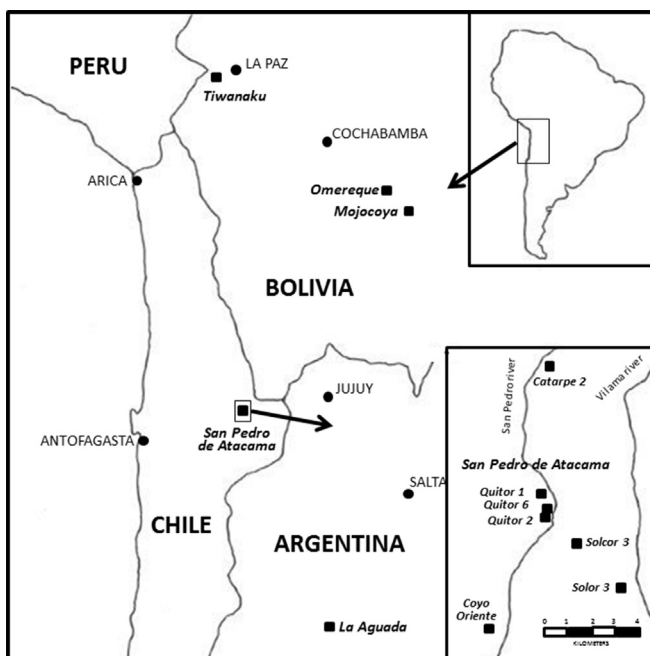 PERU
LA PAZ
Tiwanaku
COCHABAMBA
ARICA
Omereque
Mojocoya
BOLIVIA
JUJUY
San Pedro
de Atacama
ANTOFAGASTA
SALTA
CHILE
ARGENTINA
La Aguada
San Pedro river
Vilama river
Catarpe 2
San Pedro de Atacama
Quitor 1
Quitor 6
Quitor 2
Solcor 3
Solor 3
Coyo
Oriente
0 1 2 3 4
KILOMETERS